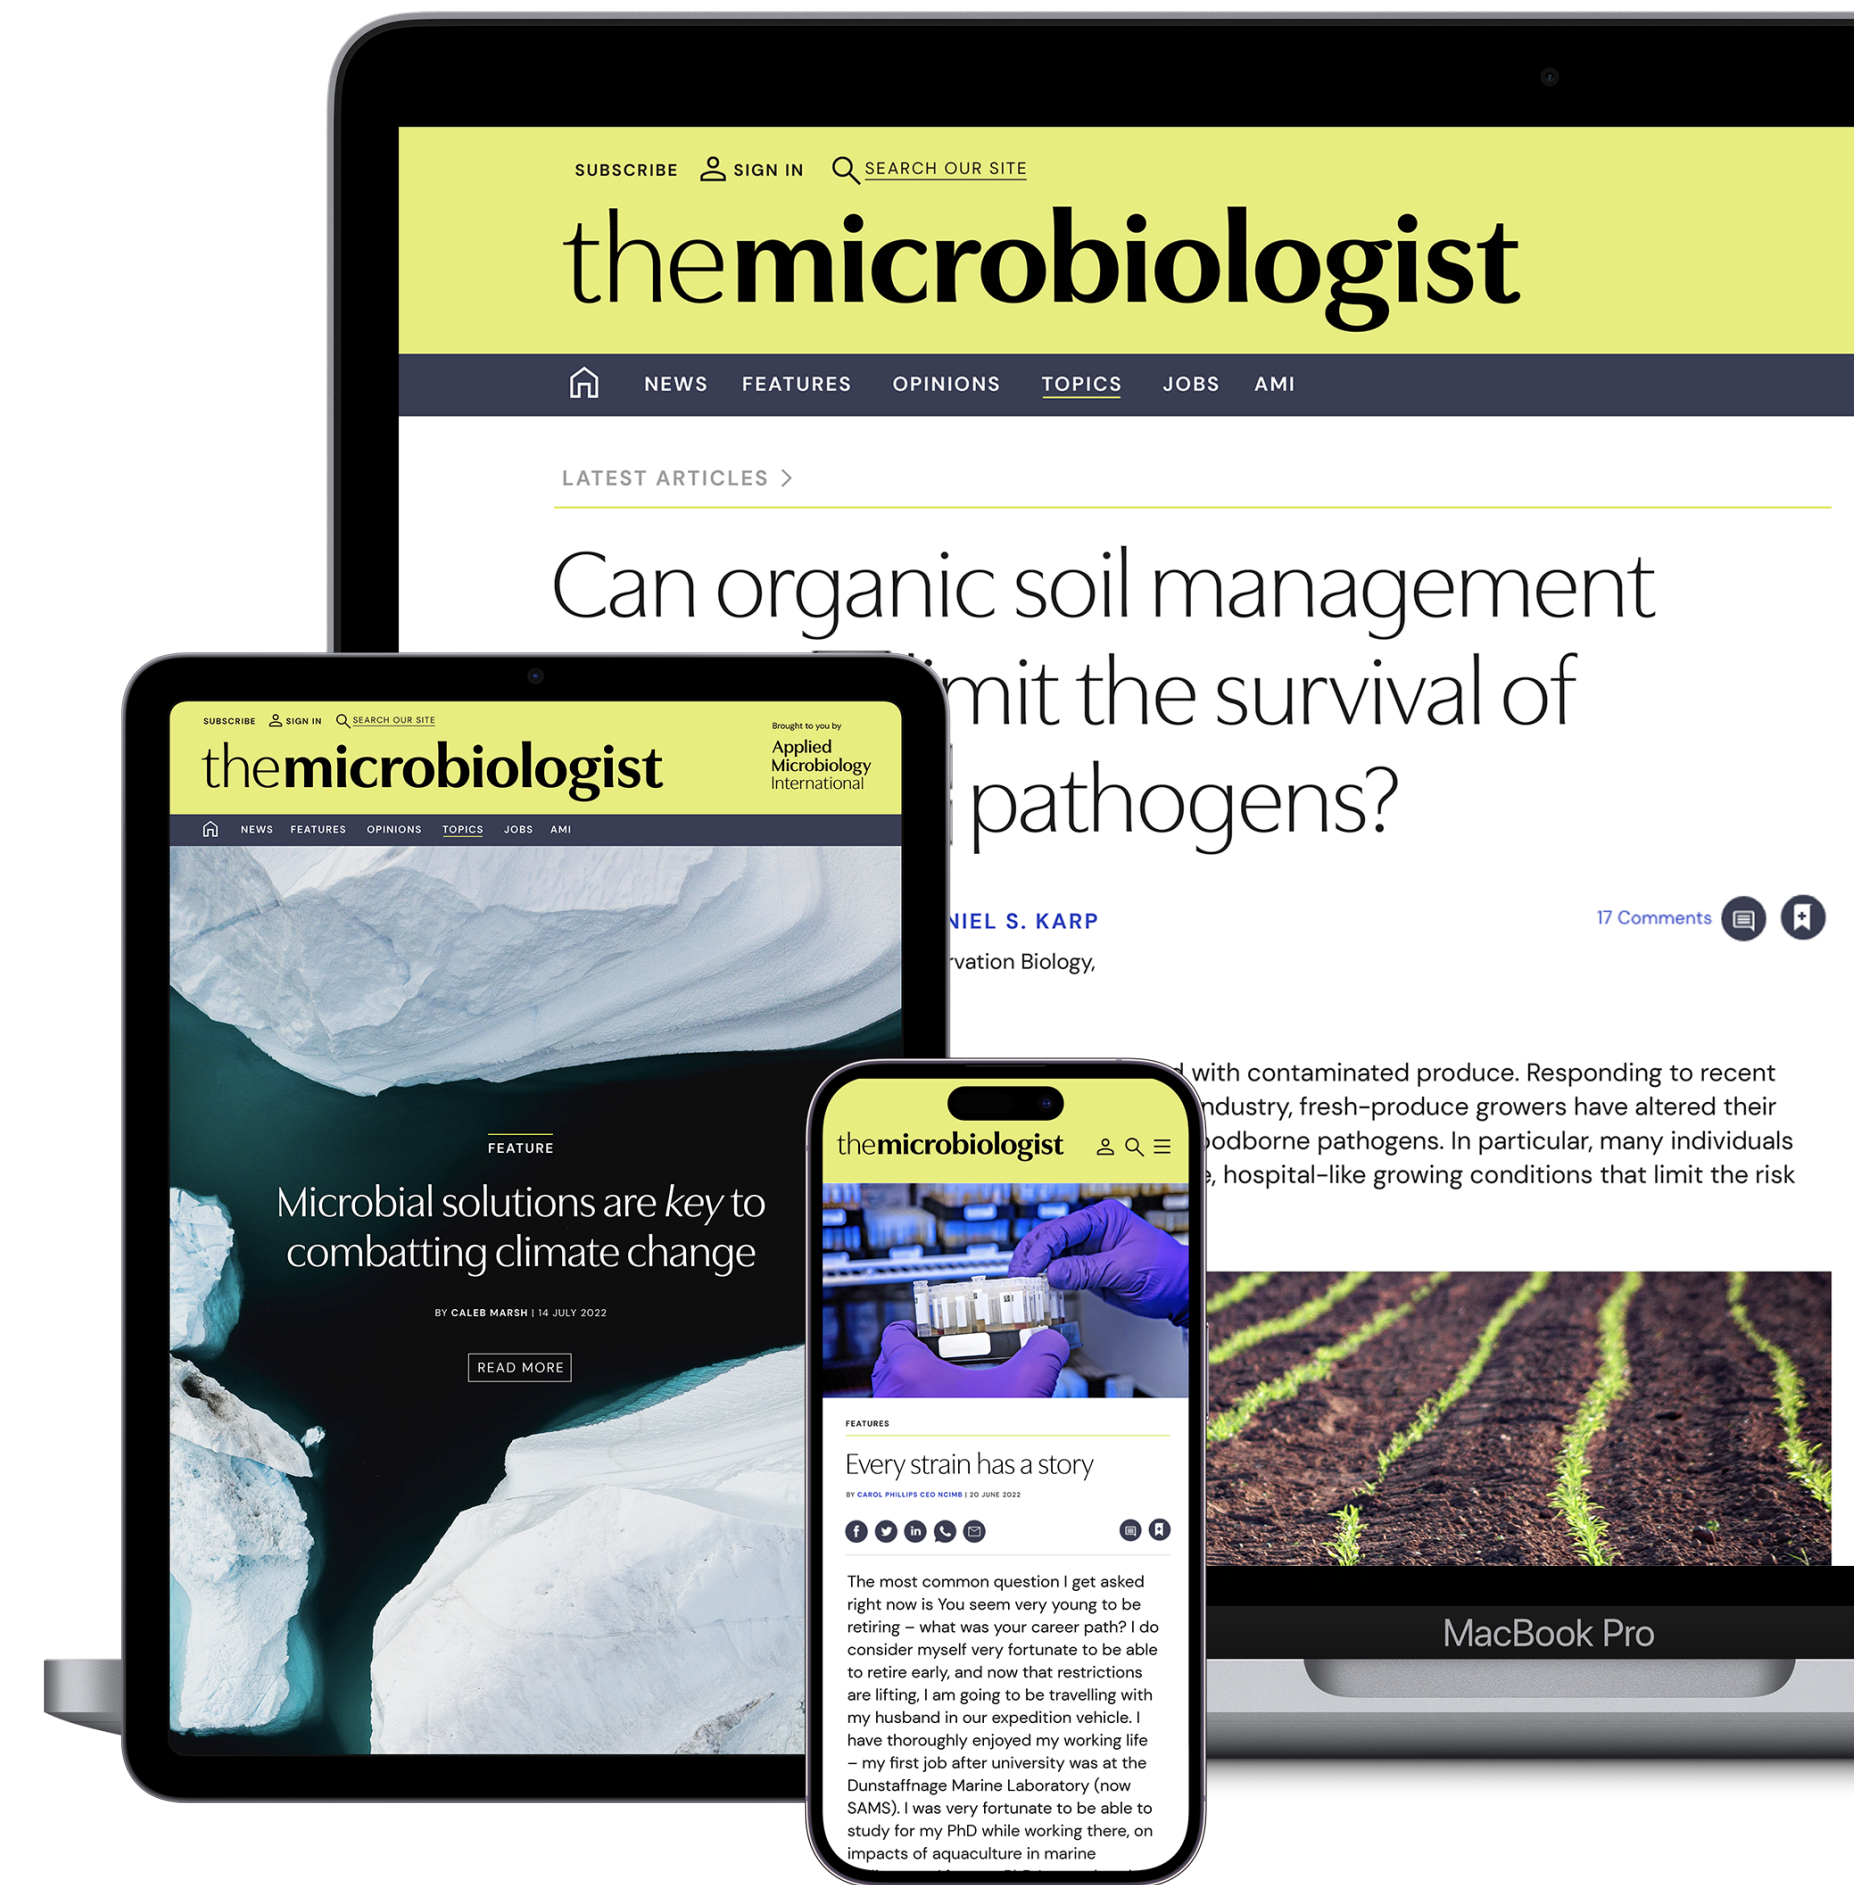 SUBSCRIBE SIGN IN SEARCH OUR SITE
themicrobiologist
NEWS FEATURES OPINIONS TOPICS JOBS AMI
LATEST ARTICLES
Can organic soil management
the survival of
pathogens?
S. KARP
17 Comments
Biology,
with contaminated produce. Responding to recent
fresh-produce growers have altered their
pathogens. In particular, many individuals
hospital-like growing conditions that limit the risk
MacBook Pro
SUBSCRIBE SIGN IN SEARCH OUR SITE
themicrobiologist
Brought to you by
Applied
Microbiology
International
NEWS FEATURES OPINIONS TOPICS JOBS AMI
FEATURE
Microbial solutions are key to
combatting climate change
BY CALEB MARSH | 14 JULY 2022
READ MORE
themicrobiologist
FEATURES
Every strain has a story
BY CAROL PHILLIPS CEO NCIMB | 20 JUNE 2022
The most common question I get asked
right now is You seem very young to be
retiring – what was your career path? I do
consider myself very fortunate to be able
to retire early, and now that restrictions
are lifting, I am going to be travelling with
my husband in our expedition vehicle. I
have thoroughly enjoyed my working life
– my first job after university was at the
Dunstaffnage Marine Laboratory (now
SAMS). I was very fortunate to be able to
study for my PhD while working there, on
impacts of aquaculture in marine